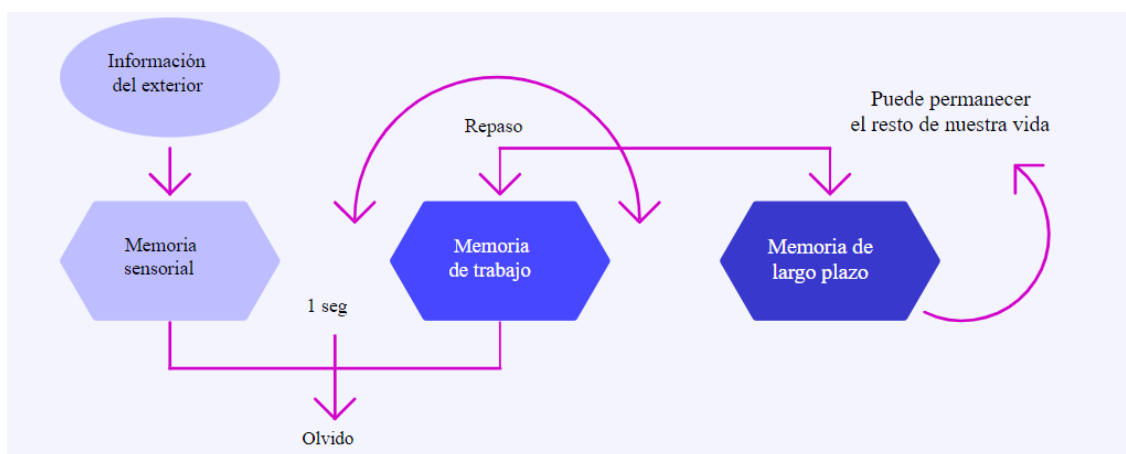 Información
del exterior
Repaso
Puede permanecer
el resto de nuestra vida
Memoria
sensorial
Memoria
de trabajo
Memoria de
largo plazo
1 seg
Olvido